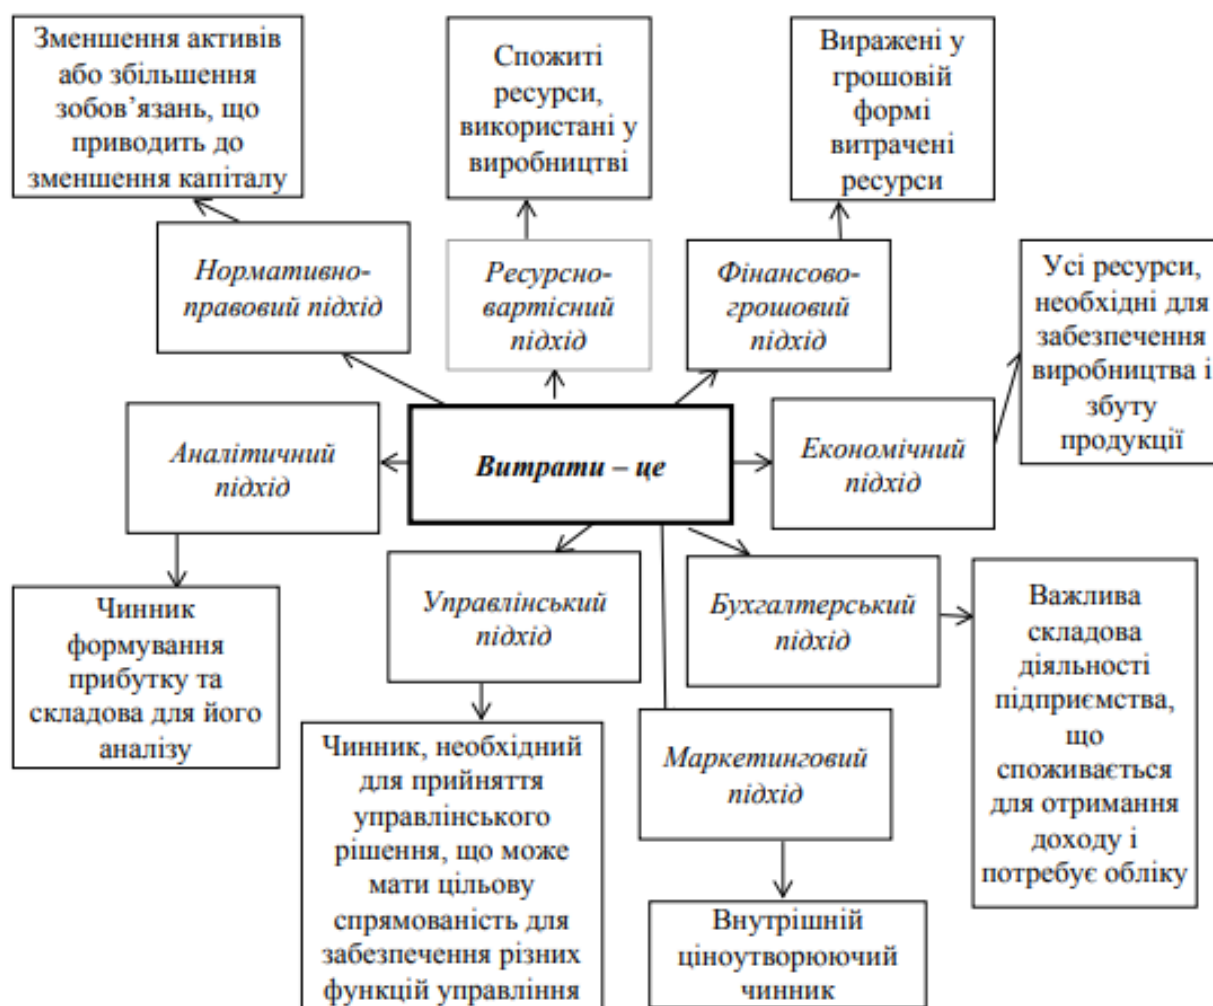 Зменшення активів
або збільшення
зобов’язань, що
приводить до
зменшення капіталу
Спожиті
ресурси,
використані у
виробництві
Виражені у
грошовій
формі
витрачені
ресурси
Нормативно-
правовий підхід
Ресурсно-
вартісний
підхід
Фінансово-
грошовий
підхід
Усі ресурси,
необхідні для
забезпечення
виробництва і
збуту
продукції
Аналітичний
підхід
Витрати – це
Економічний
підхід
Чинник
формування
прибутку та
складова для його
аналізу
Управлінський
підхід
Бухгалтерський
підхід
Важлива
складова
діяльності
підприємства,
що
споживається
для отримання
доходу і
потребує обліку
Чинник, необхідний
для прийняття
управлінського
рішення, що може
мати цільову
спрямованість для
забезпечення різних
функцій управління
Маркетинговий
підхід
Внутрішній
ціноутворюючий
чинник